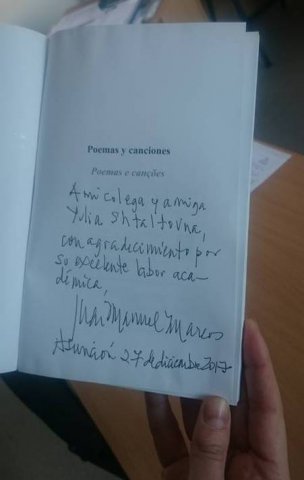 Poemas y canciones
Poemas e canções
A mi colega y amiga
Yulia Shtaltovna,
con agradecimiento por
su excelente labor aca-
démica,
Juan Manuel Marcos
Asunción 27 de diciembre 2017